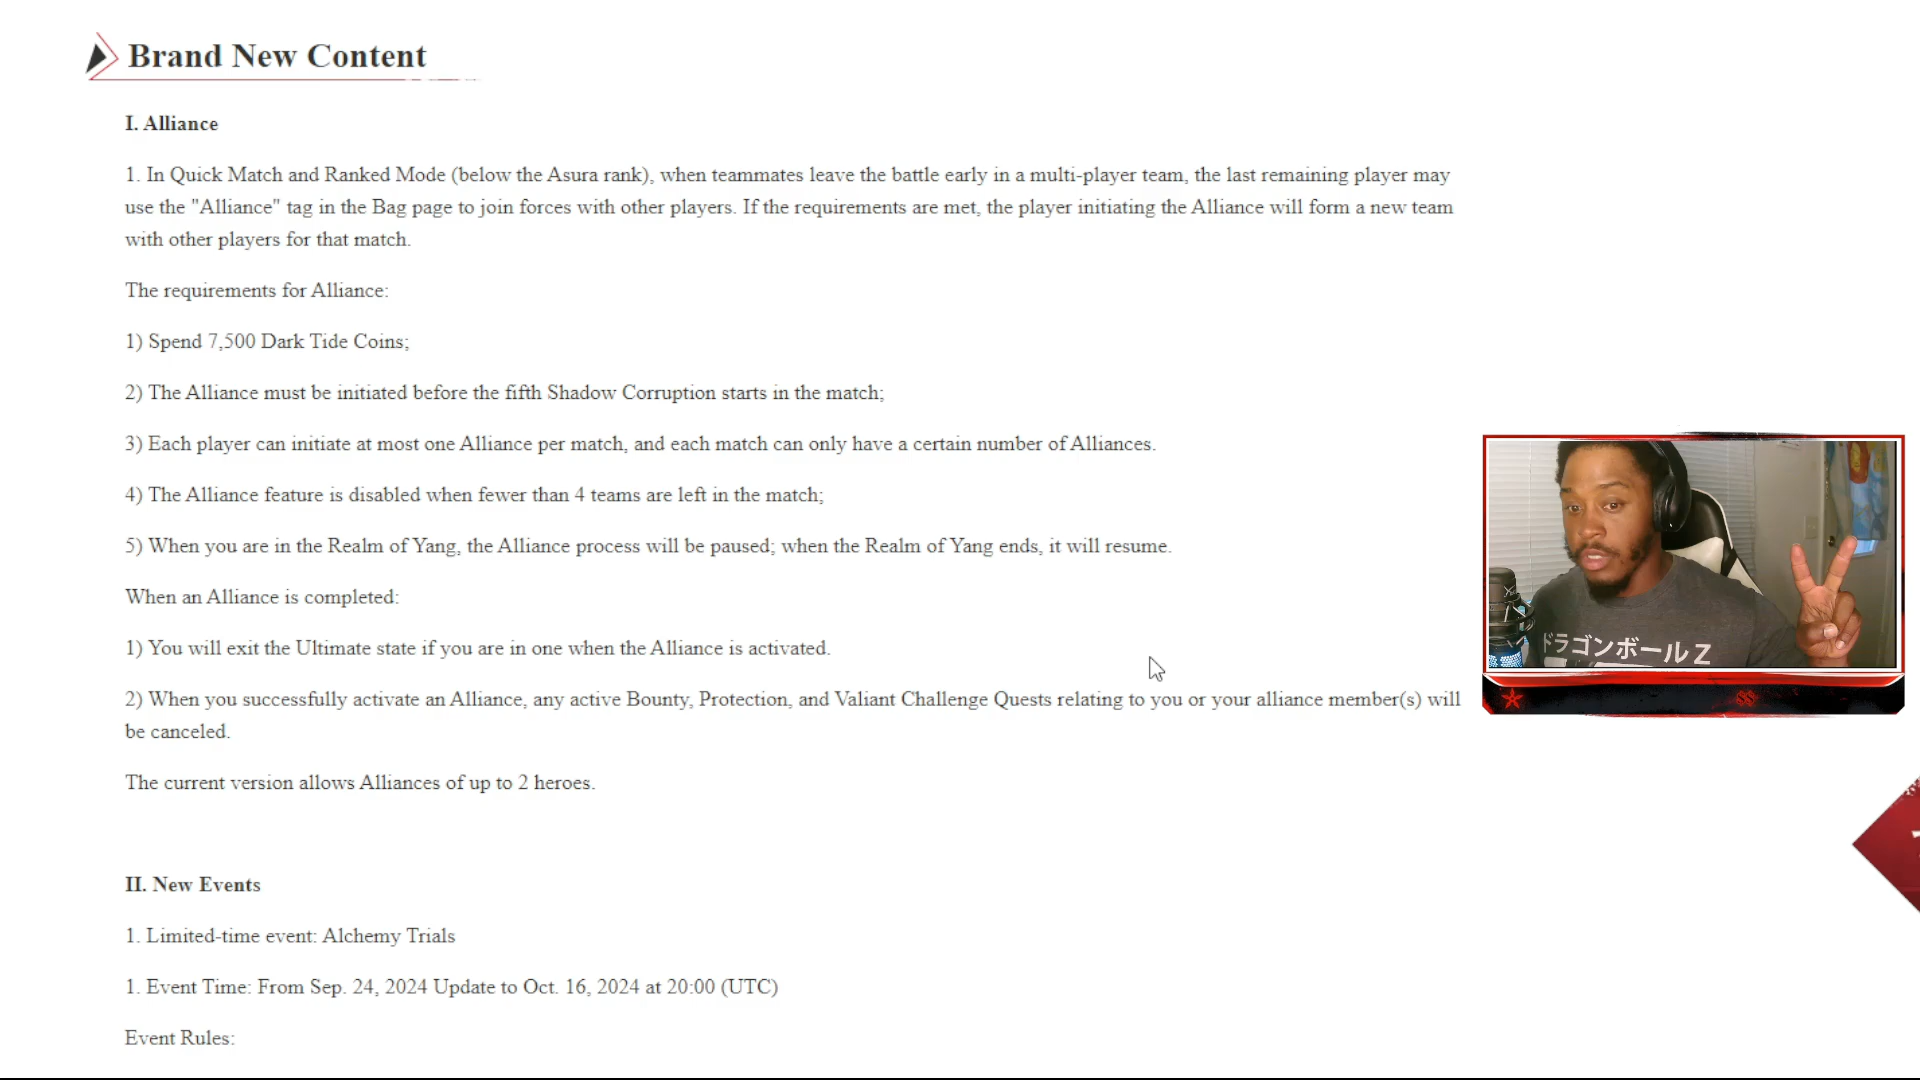 Brand New Content
I. Alliance
1. In Quick Match and Ranked Mode (below the Asura rank), when teammates leave the battle early in a multi-player team, the last remaining player may
use the "Alliance" tag in the Bag page to join forces with other players. If the requirements are met, the player initiating the Alliance will form a new team
with other players for that match.
The requirements for Alliance:
1) Spend 7,500 Dark Tide Coins;
2) The Alliance must be initiated before the fifth Shadow Corruption starts in the match;
3) Each player can initiate at most one Alliance per match, and each match can only have a certain number of Alliances.
4) The Alliance feature is disabled when fewer than 4 teams are left in the match;
5) When you are in the Realm of Yang, the Alliance process will be paused; when the Realm of Yang ends, it will resume.
When an Alliance is completed:
1) You will exit the Ultimate state if you are in one when the Alliance is activated.
2) When you successfully activate an Alliance, any active Bounty, Protection, and Valiant Challenge Quests relating to you or your alliance member(s) will
be canceled.
The current version allows Alliances of up to 2 heroes.
II. New Events
1. Limited-time event: Alchemy Trials
1. Event Time: From Sep. 24, 2024 Update to Oct. 16, 2024 at 20:00 (UTC)
Event Rules:
ドラゴンボールZ